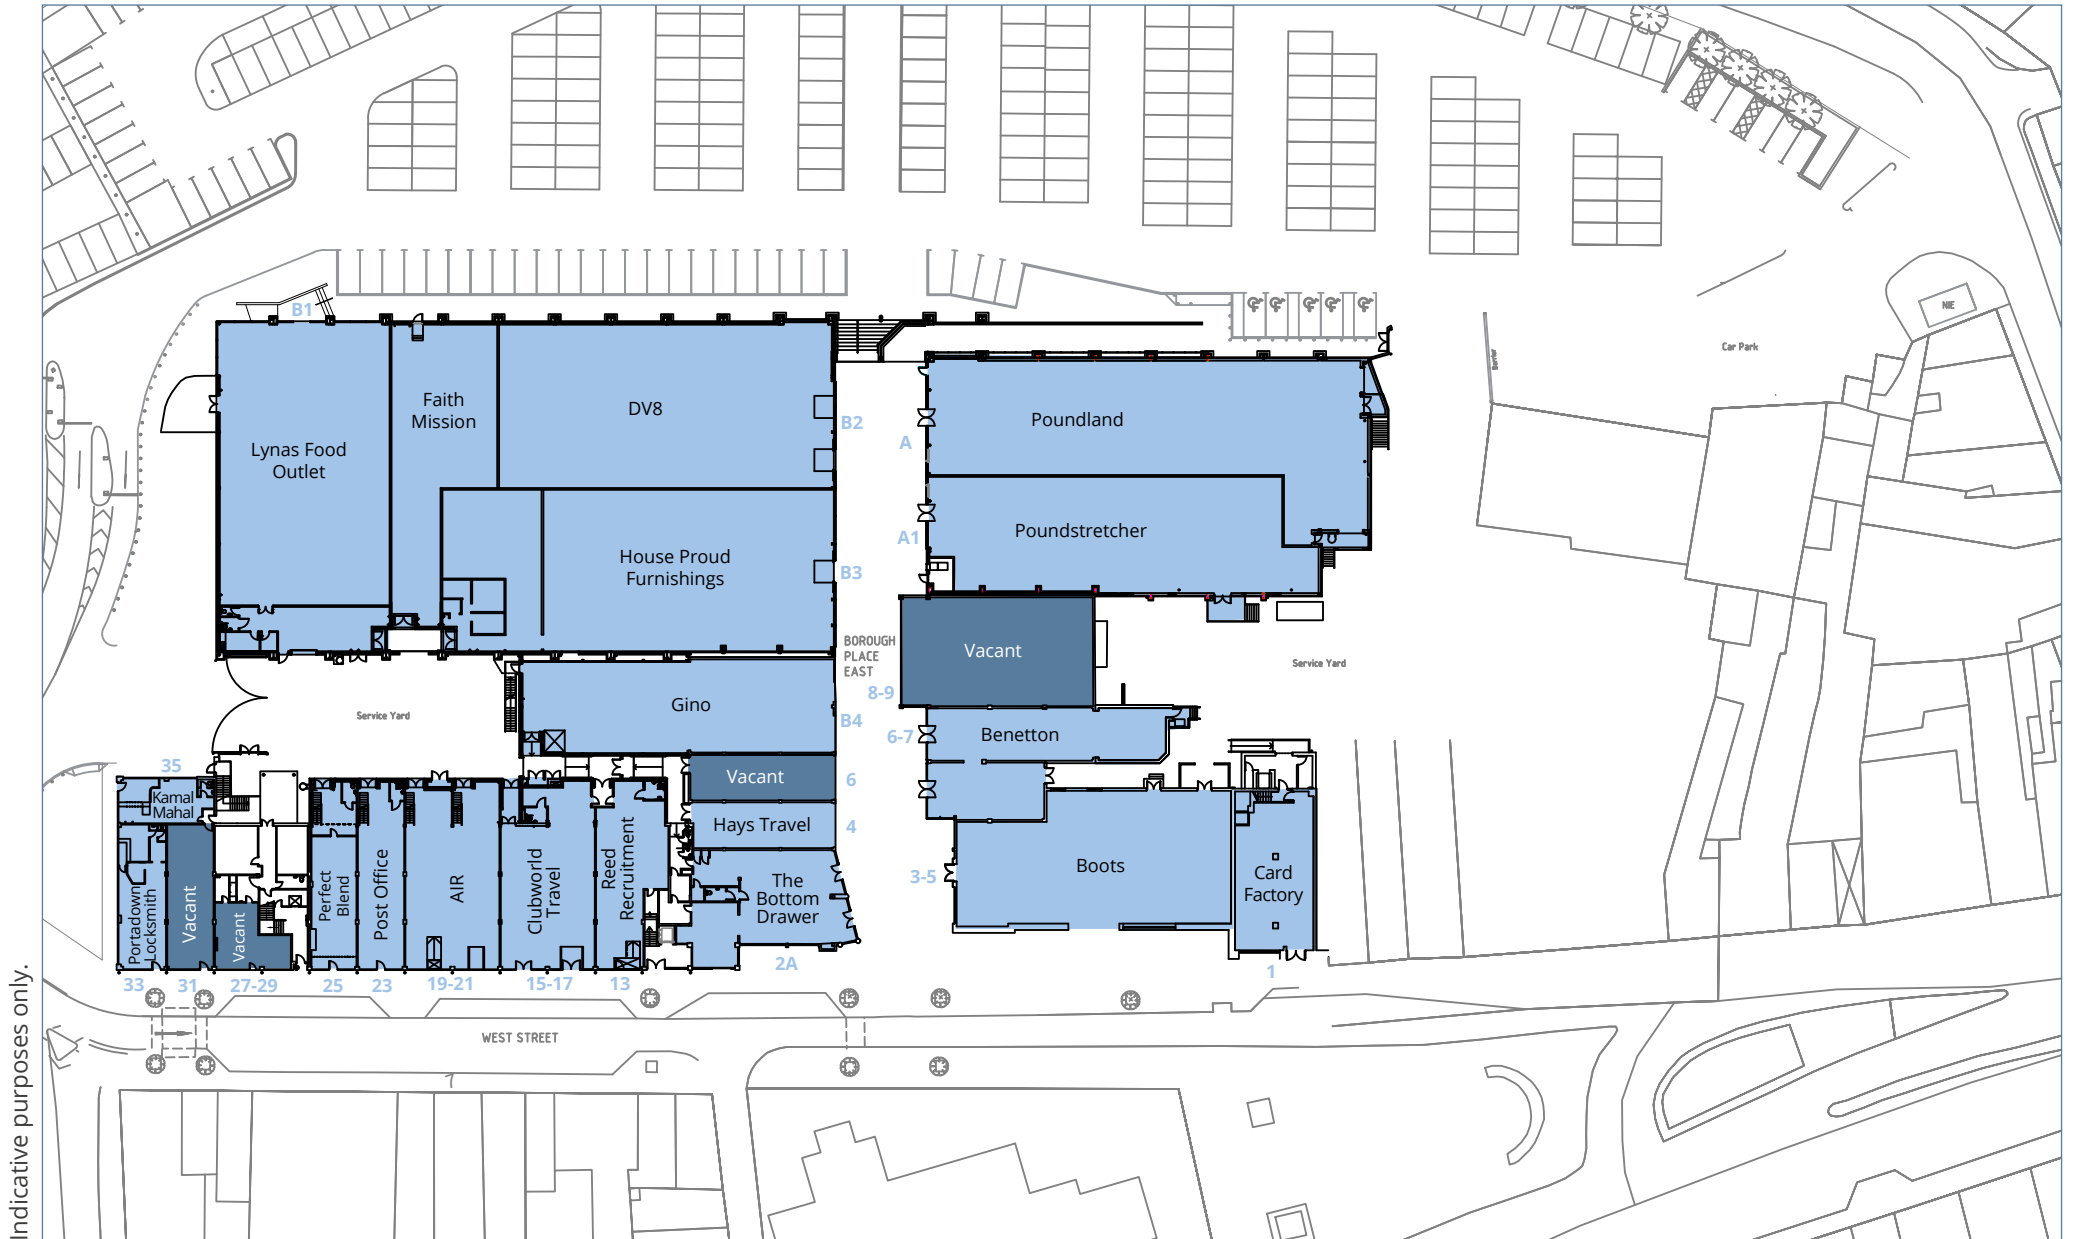 NIE
B1
Car Park
Barrier
Faith
Mission
DV8
Poundland
B2
A
Lynas Food
Outlet
A1
Poundstretcher
House Proud
Furnishings
B3
BOROUGH
PLACE
EAST
Vacant
Service Yard
8-9
Gino
Service Yard
B4
6-7
Benetton
35
Vacant
6
Kamal
Mahal
Hays Travel
4
Portadown
Locksmith
Vacant
Vacant
Perfect
Blend
Post Office
AIR
Clubworld
Travel
Reed
Recruitment
The
Bottom
Drawer
3-5
Boots
Card
Factory
2A
1
33
31
27-29
25
23
19-21
15-17
13
WEST STREET
Indicative purposes only.